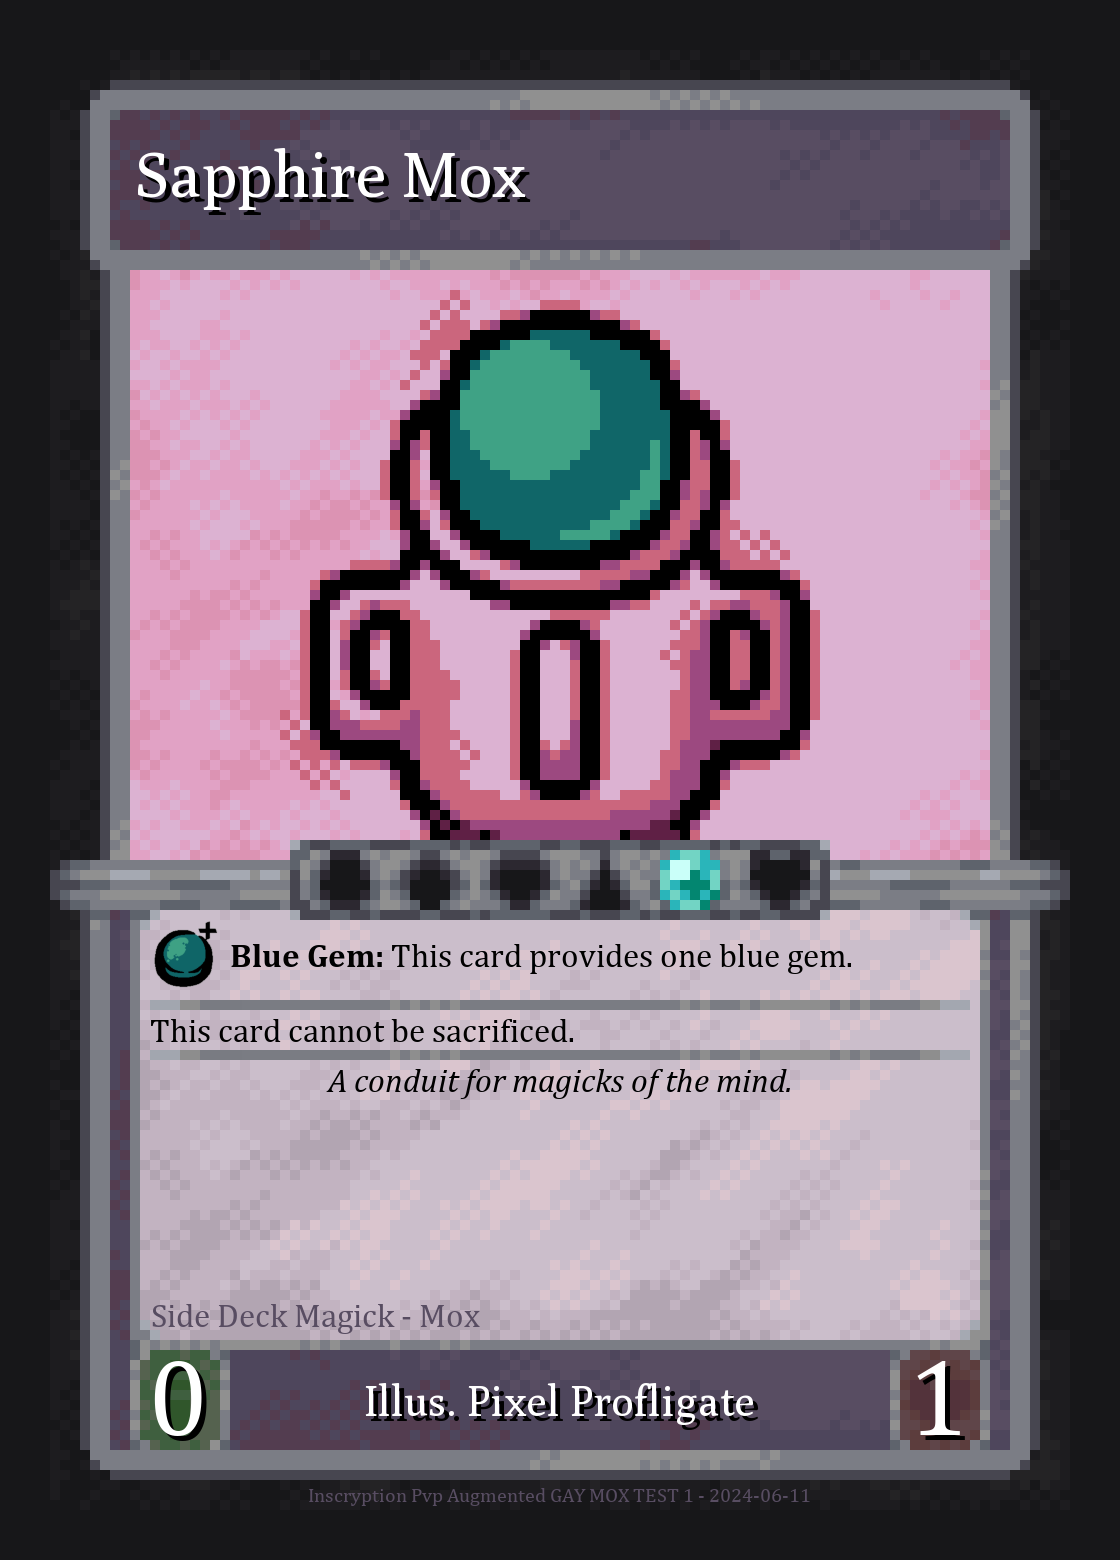 Sapphire Mox
Blue Gem: This card provides one blue gem.
This card cannot be sacrificed.
A conduit for magicks of the mind.
Side Deck Magick - Mox
0
Illus. Pixel Profligate
1
Inscryption Pvp Augmented GAY MOX TEST 1 - 2024-06-11